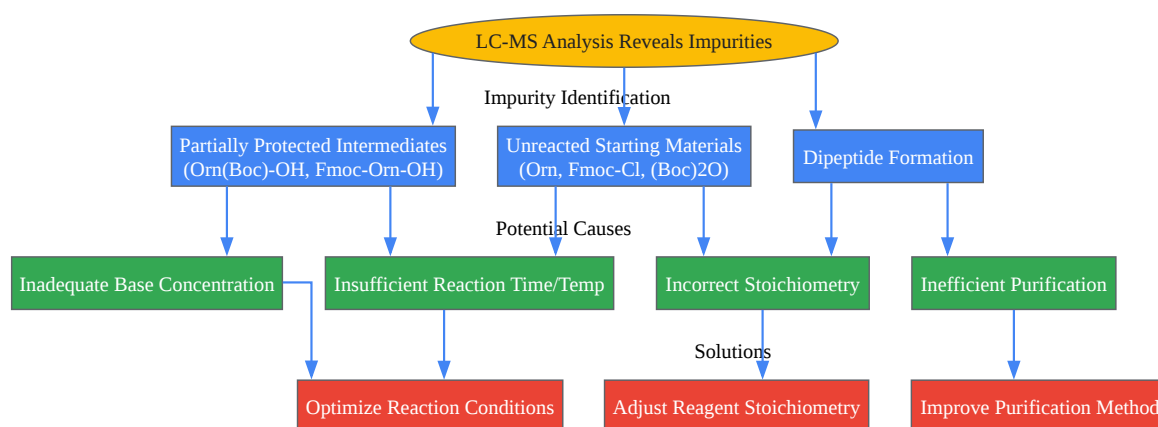 LC-MS Analysis Reveals Impurities
Impurity Identification
Partially Protected Intermediates
(Orn(Boc)-OH, Fmoc-Orn-OH)
Unreacted Starting Materials
(Orn, Fmoc-Cl, (Boc)2O)
Dipeptide Formation
Potential Causes
Inadequate Base Concentration
Insufficient Reaction Time/Temp
Incorrect Stoichiometry
Inefficient Purification
Solutions
Optimize Reaction Conditions
Adjust Reagent Stoichiometry
Improve Purification Method